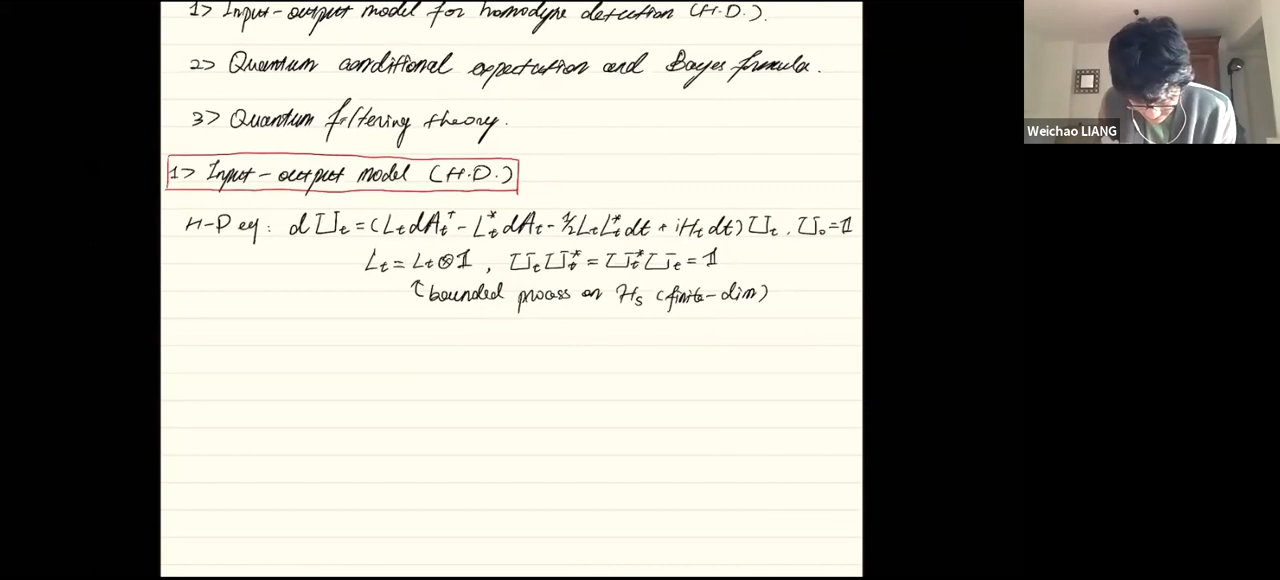 1> Input-output model for homodyne detection (H.D.).
2> Quantum conditional expectation and Bayes formula.
3> Quantum filtering theory.
1> Input-output model (H.D.)
H-P eq: dU_t = (L_t dA_t^† - L_t^* dA_t - ½ L_t L_t^* dt + iH_t dt) U_t, U_0 = 𝟙
L_t = L_t ⊗ 𝟙, U_t U_t^* = U_t^* U_t = 𝟙
↑ bounded process on H_S (finite-dim)
Weichao LIANG